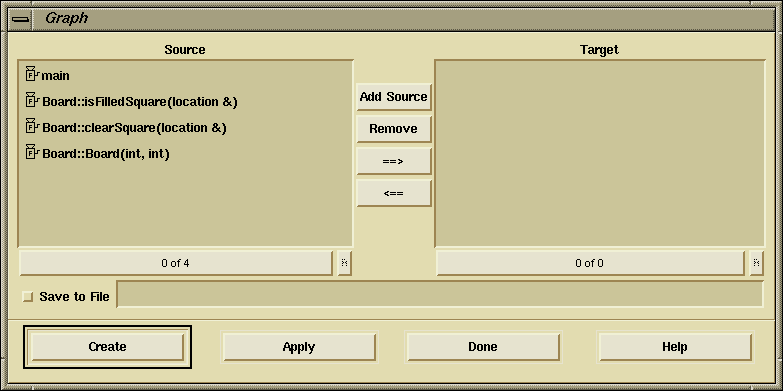 Graph
Source
Target
main
Board::isFilledSquare(location &)
Board::clearSquare(location &)
Board::Board(int, int)
Add Source
Remove
==>
<==
0 of 4
0 of 0
Save to File
Create
Apply
Done
Help